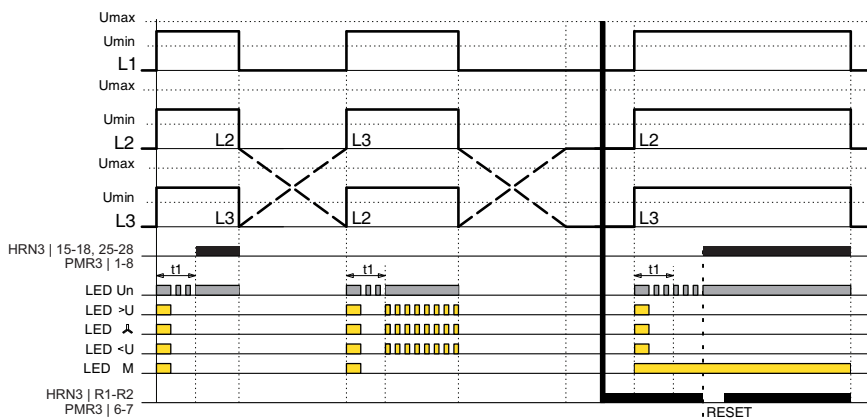 Umax
Umin
L1
Umax
Umin
L2
L2
L3
L2
Umax
Umin
L3
L3
L2
L3
HRN3 | 15-18, 25-28
PMR3 | 1-8
t1
t1
t1
LED Un
LED >U
LED
LED <U
LED M
HRN3 | R1-R2
PMR3 | 6-7
RESET